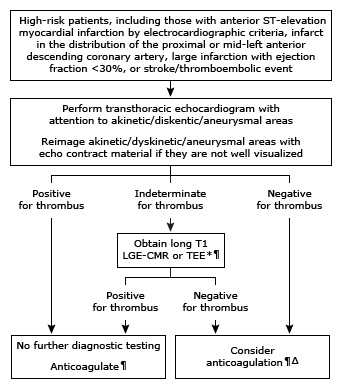 High-risk patients, including those with anterior ST-elevation
myocardial infarction by electrocardiographic criteria, infarct
in the distribution of the proximal or mid-left anterior
descending coronary artery, large infarction with ejection
fraction <30%, or stroke/thromboembolic event
Perform transthoracic echocardiogram with
attention to akinetic/diskentic/aneurysmal areas
Reimage akinetic/dyskinetic/aneurysmal areas with
echo contract material if they are not well visualized
Positive
for thrombus
Indeterminate
for thrombus
Negative
for thrombus
Obtain long T1
LGE-CMR or TEE*¶
Positive
for thrombus
Negative
for thrombus
No further diagnostic testing
Anticoagulate¶
Consider
anticoagulation¶Δ